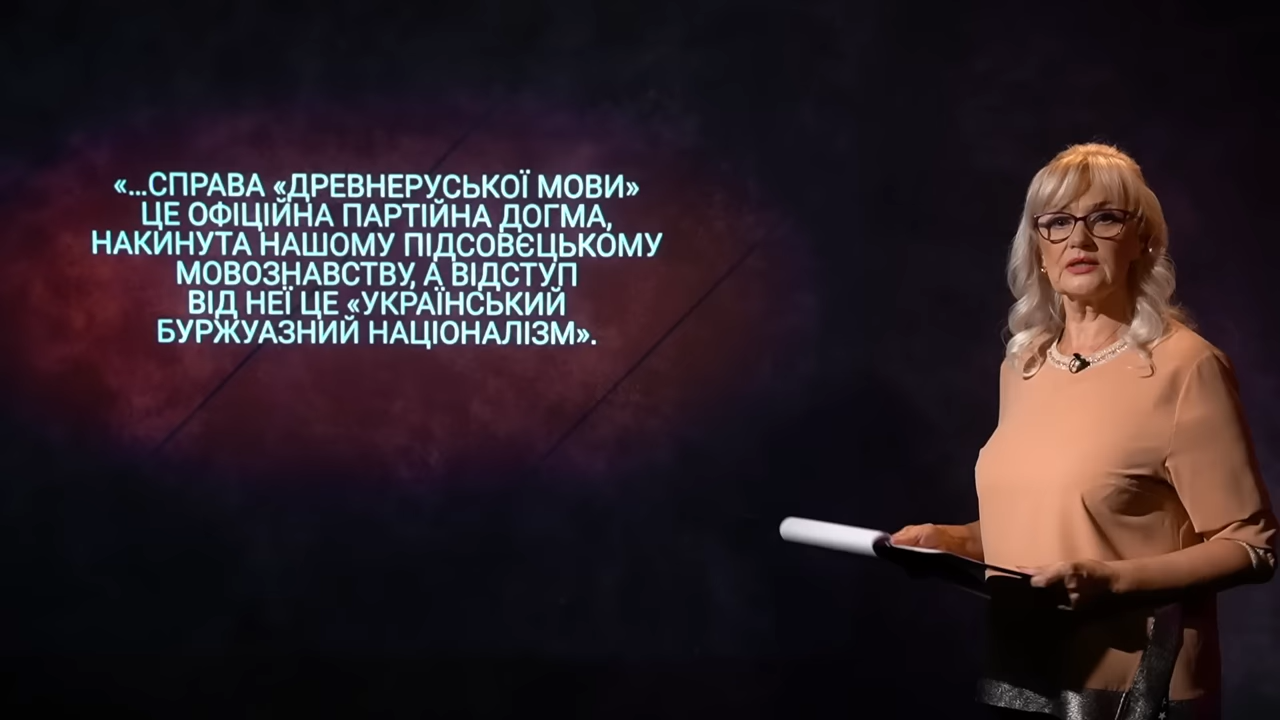 «...СПРАВА «ДРЕВНЕРУСЬКОЇ МОВИ»
ЦЕ ОФІЦІЙНА ПАРТІЙНА ДОГМА,
НАКИНУТА НАШОМУ ПІДСОВЄЦЬКОМУ
МОВОЗНАВСТВУ, А ВІДСТУП
ВІД НЕЇ ЦЕ «УКРАЇНСЬКИЙ
БУРЖУАЗНИЙ НАЦІОНАЛІЗМ».